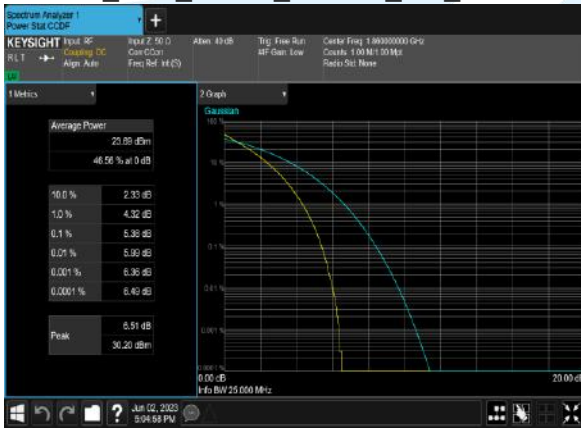 Spectrum Analyzer 1
Power Stat CCDF
+
KEYSIGHT Input: RF
Coupling: DC
Align: Auto
RLT
Input Z: 50 Ω
Corr CCorr
Freq Ref: Int (S)
Atten: 40 dB
Trig: Free Run
#IF Gain: Low
Center Freq: 1.860000000 GHz
Counts: 1.00 M/1.00 Mpt
Radio Std: None
1 Metrics
Average Power
23.69 dBm
46.56 % at 0 dB
10.0 % 2.33 dB
1.0 % 4.32 dB
0.1 % 5.38 dB
0.01 % 5.99 dB
0.001 % 6.36 dB
0.0001 % 6.49 dB
Peak
6.51 dB
30.20 dBm
2 Graph
Gaussian
100 %
10 %
1 %
0.1 %
0.01 %
0.001 %
0.0001 %
0.00 dB
20.00 dB
Info BW 25.000 MHz
?
Jun 02, 2023
5:04:58 PM